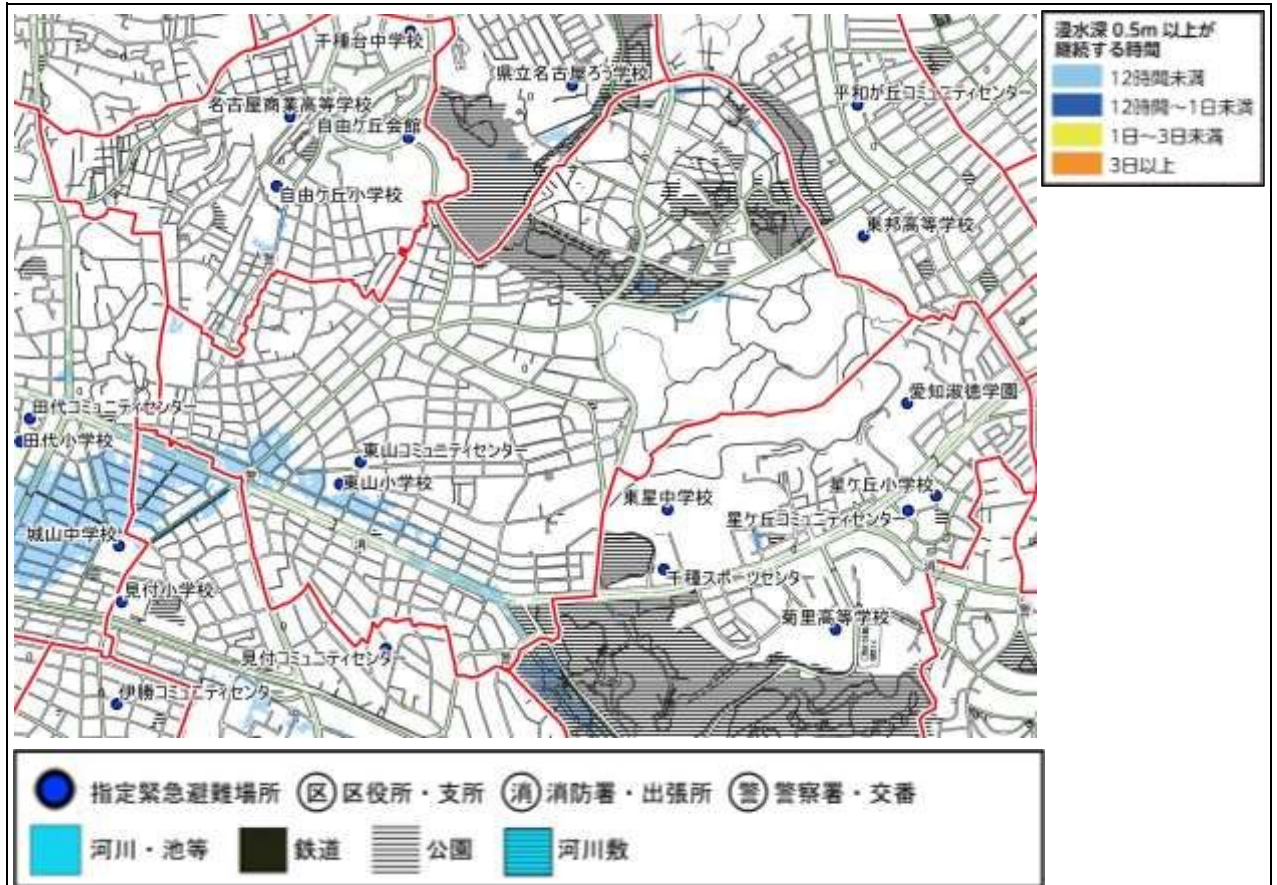 千種台中学校
県立名古屋ろう学校
平和が丘コミュニティセンター
名古屋商業高等学校
自由ケ丘会館
自由ケ丘小学校
東邦高等学校
愛知淑徳学園
田代コミュニティセンター
田代小学校
東山コミュニティセンター
東山小学校
東星中学校
星ケ丘小学校
星ケ丘コミュニティセンター
城山中学校
消
千種スポーツセンター
見付小学校
菊里高等学校
見付コミュニティセンター
伊勝コミュニティセンター
浸水深 0.5m 以上が
継続する時間
12時間未満
12時間～1日未満
1日～3日未満
3日以上
指定緊急避難場所 区 区役所・支所 消 消防署・出張所 警 警察署・交番
河川・池等 鉄道 公園 河川敷